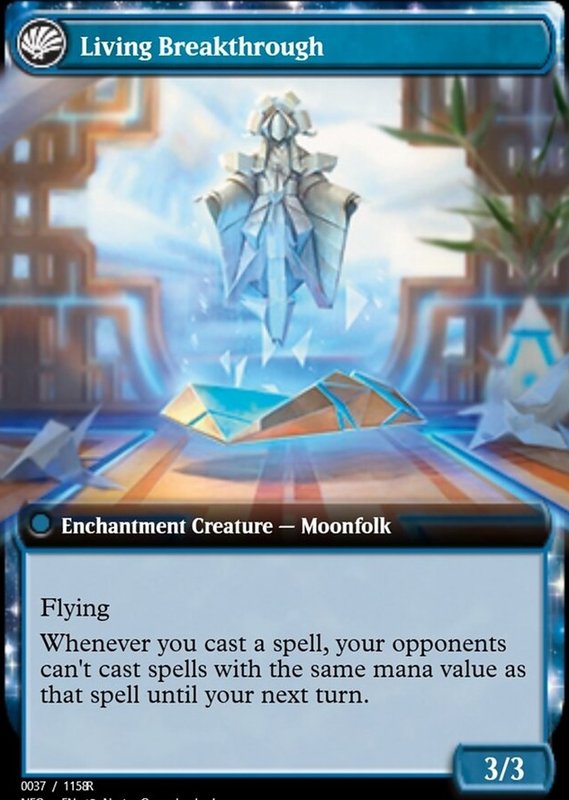 Living Breakthrough
Enchantment Creature — Moonfolk
Flying
Whenever you cast a spell, your opponents
can't cast spells with the same mana value as
that spell until your next turn.
3/3
0037 / 1158R